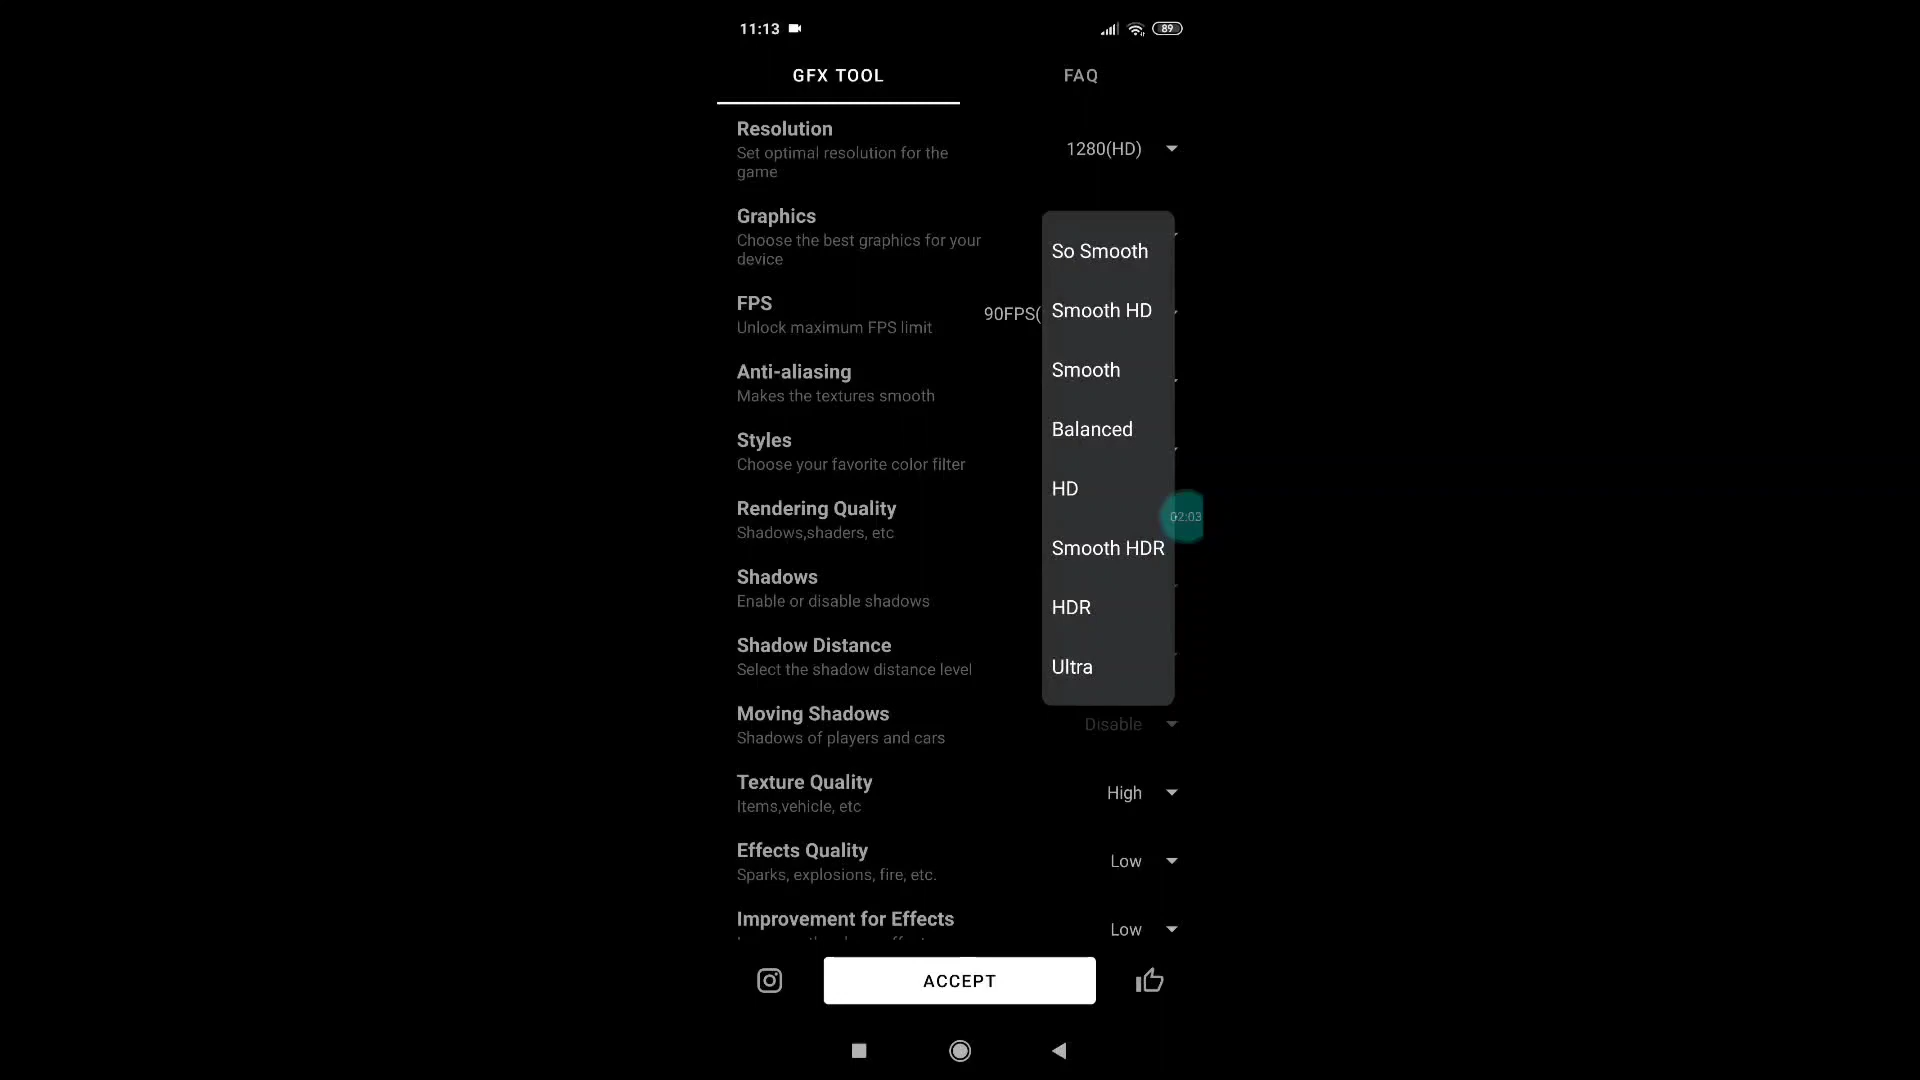 11:13
89
GFX TOOL
FAQ
Resolution
Set optimal resolution for the
game
1280(HD)
Graphics
Choose the best graphics for your
device
FPS
Unlock maximum FPS limit
90FPS(
Anti-aliasing
Makes the textures smooth
Styles
Choose your favorite color filter
Rendering Quality
Shadows,shaders, etc
Shadows
Enable or disable shadows
Shadow Distance
Select the shadow distance level
Moving Shadows
Shadows of players and cars
Disable
Texture Quality
Items,vehicle, etc
High
Effects Quality
Sparks, explosions, fire, etc.
Low
Improvement for Effects
Low
So Smooth
Smooth HD
Smooth
Balanced
HD
Smooth HDR
HDR
Ultra
02:03
ACCEPT